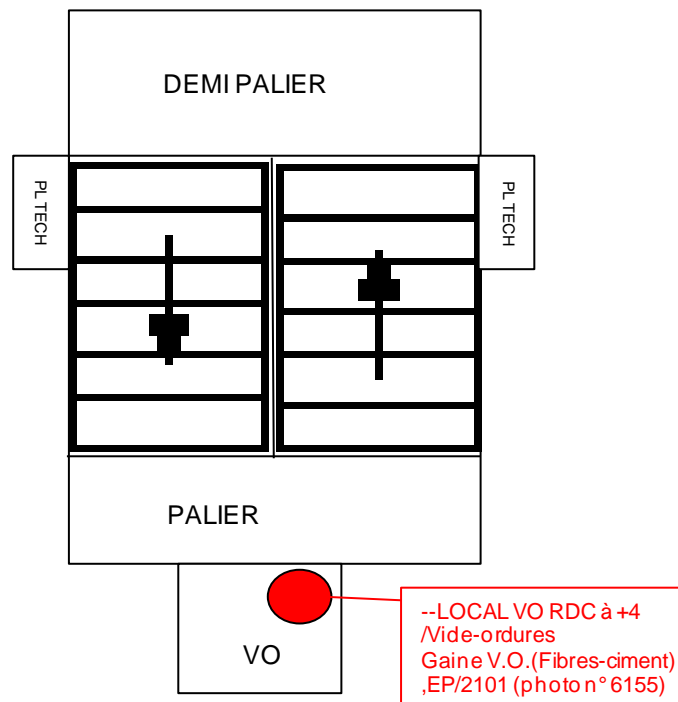 DEMI PALIER
PL TECH
PL TECH
PALIER
VO
--LOCAL VO RDC à +4
/Vide-ordures
Gaine V.O.(Fibres-ciment)
,EP/2101 (photo n° 6155)